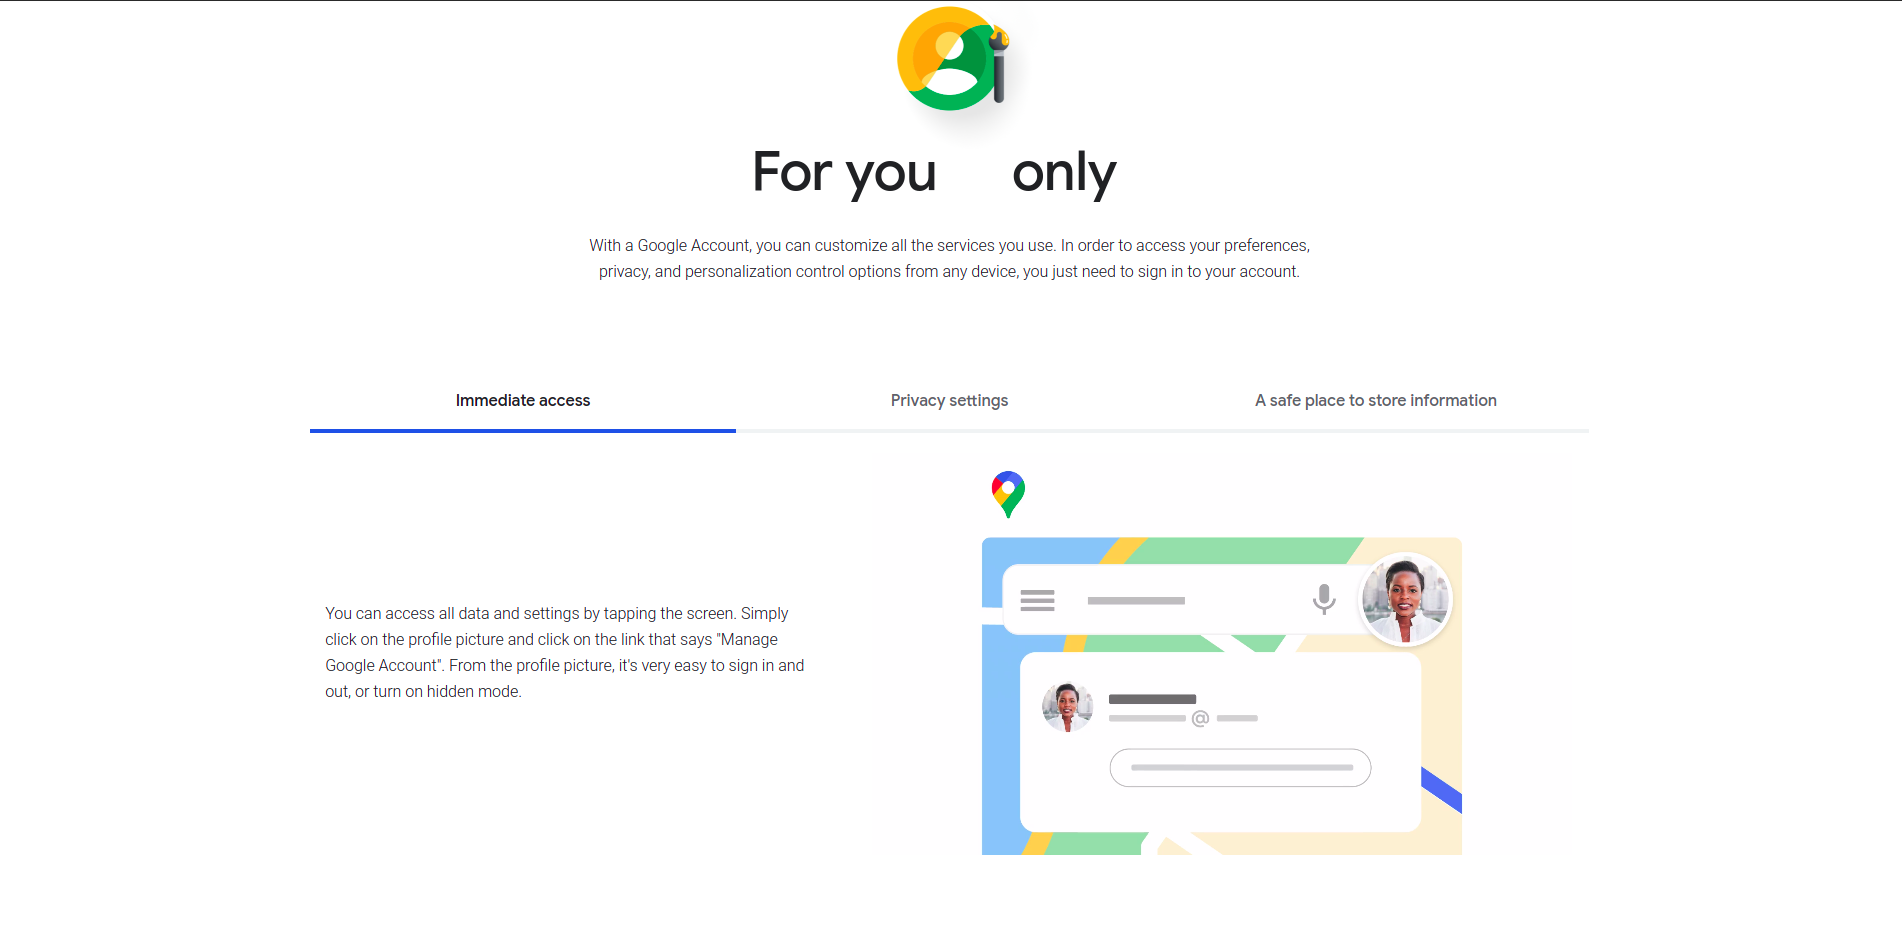 For you only
With a Google Account, you can customize all the services you use. In order to access your preferences,
privacy, and personalization control options from any device, you just need to sign in to your account.
Immediate access
Privacy settings
A safe place to store information
You can access all data and settings by tapping the screen. Simply
click on the profile picture and click on the link that says "Manage
Google Account". From the profile picture, it's very easy to sign in and
out, or turn on hidden mode.
@